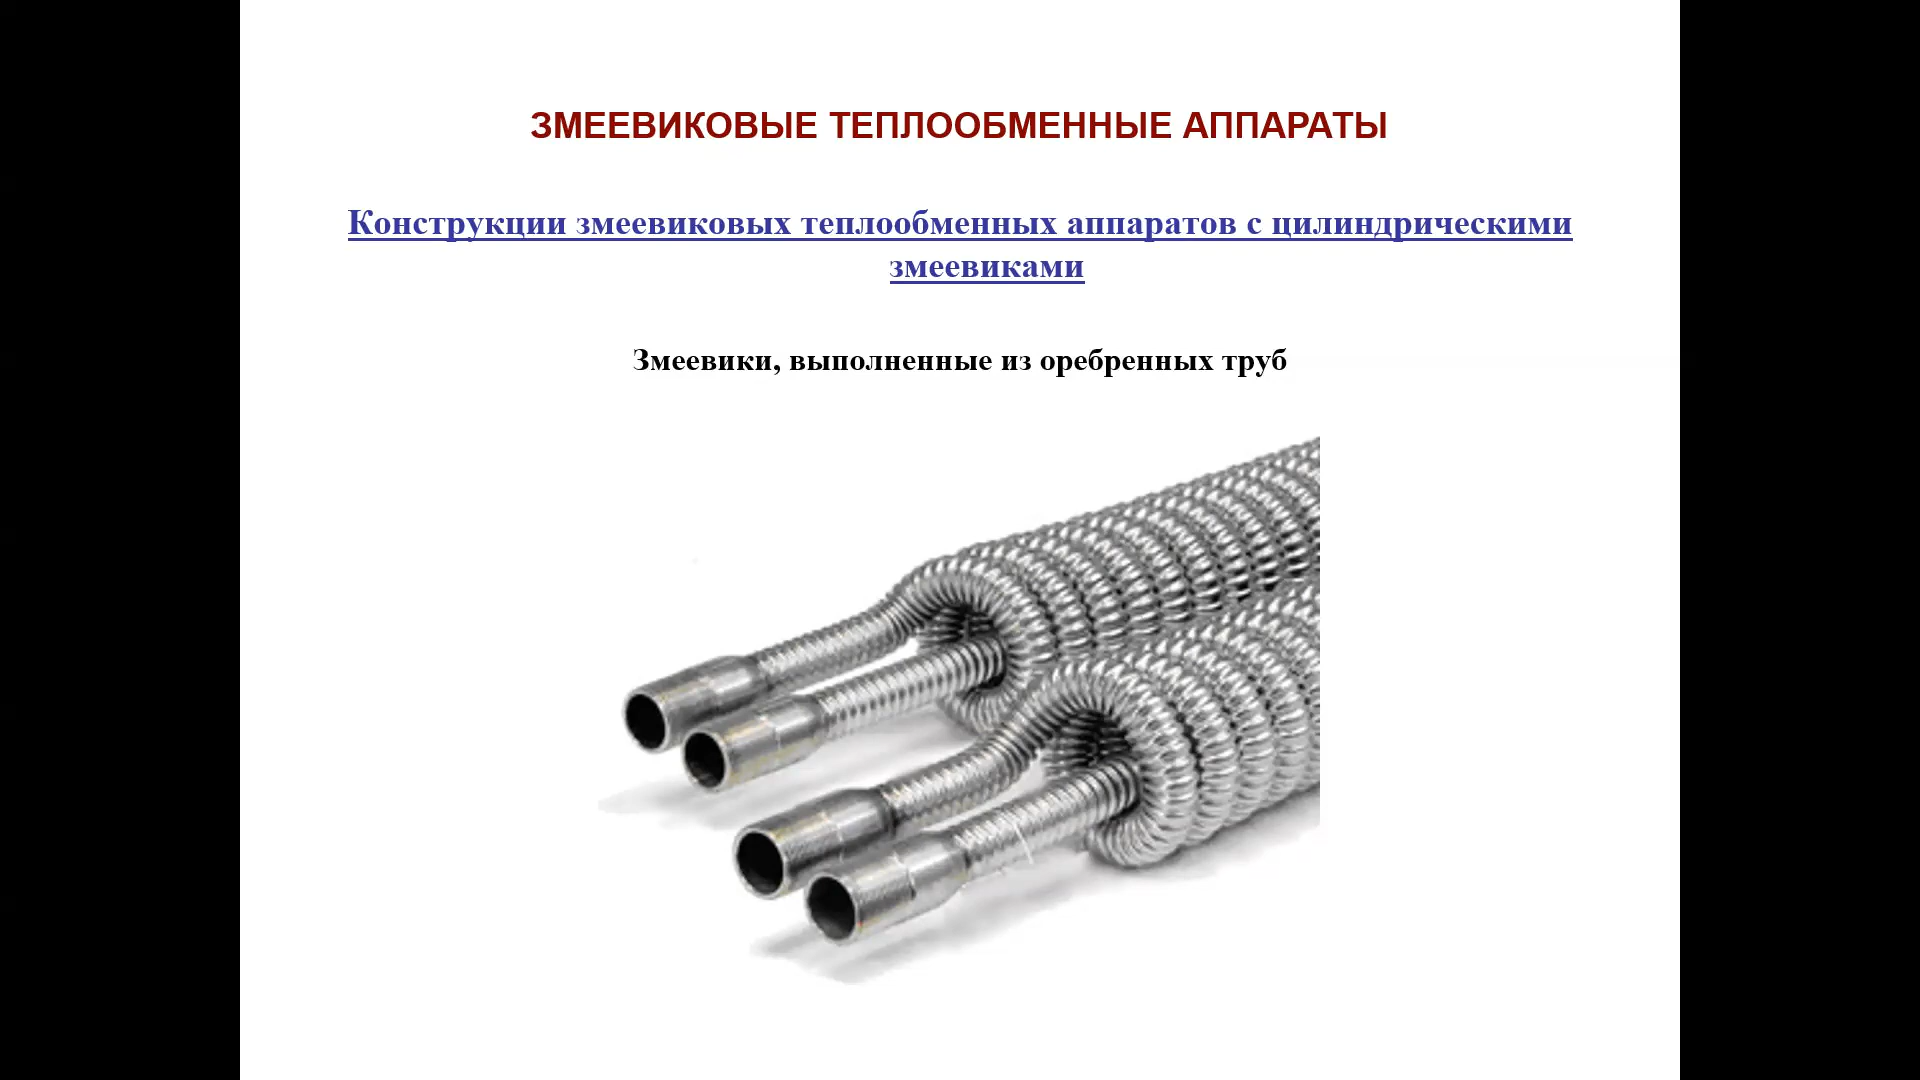 ЗМЕЕВИКОВЫЕ ТЕПЛООБМЕННЫЕ АППАРАТЫ
Конструкции змеевиковых теплообменных аппаратов с цилиндрическими
змеевиками
Змеевики, выполненные из оребренных труб